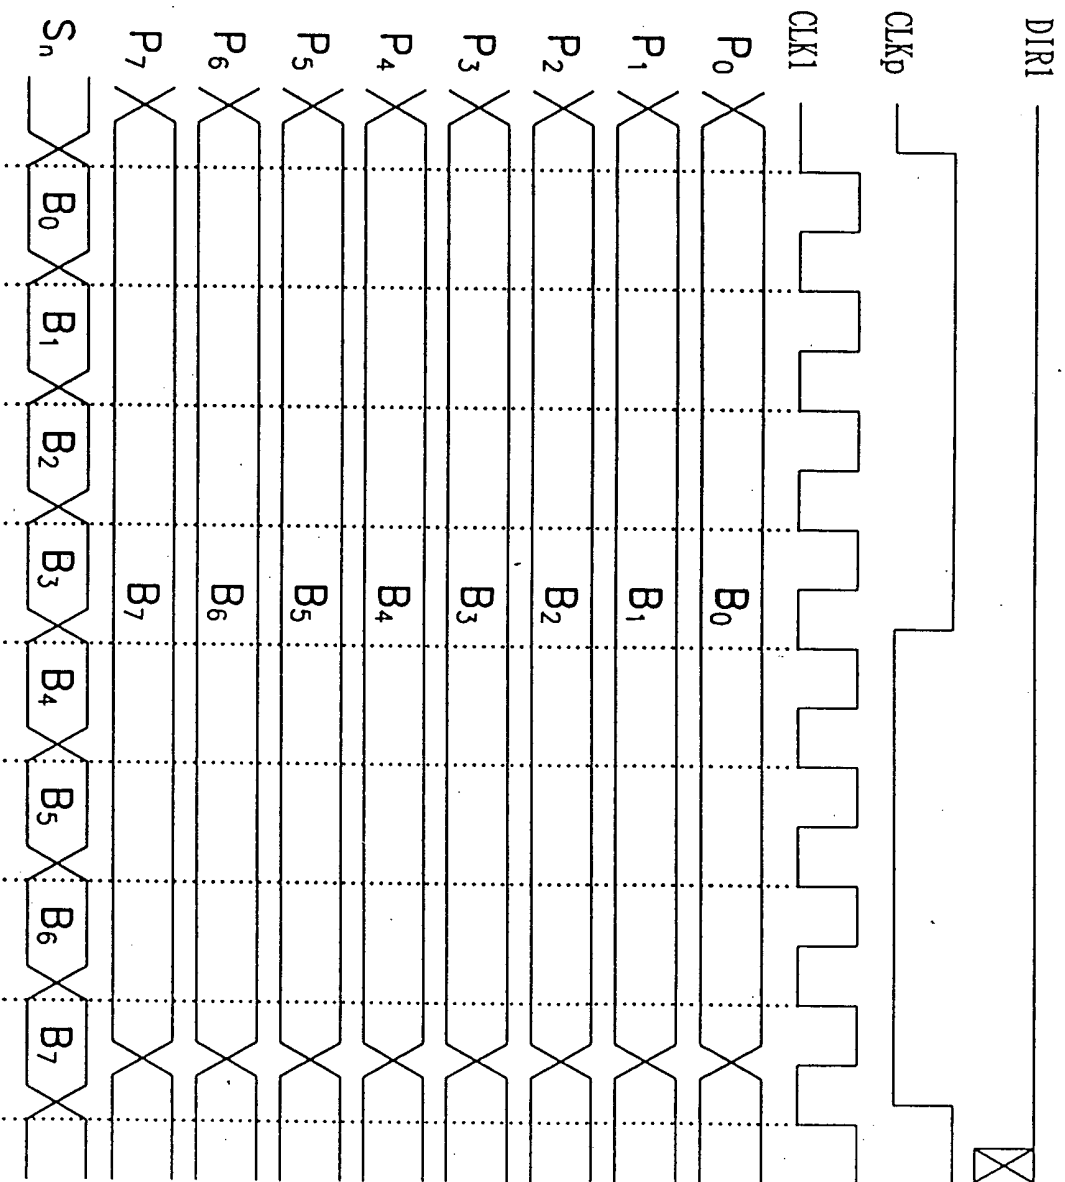 DIR1
CLKp
CLK1
P₀ B₀
P₁ B₁
P₂ B₂
P₃ B₃
P₄ B₄
P₅ B₅
P₆ B₆
P₇ B₇
Sₙ B₀ B₁ B₂ B₃ B₄ B₅ B₆ B₇